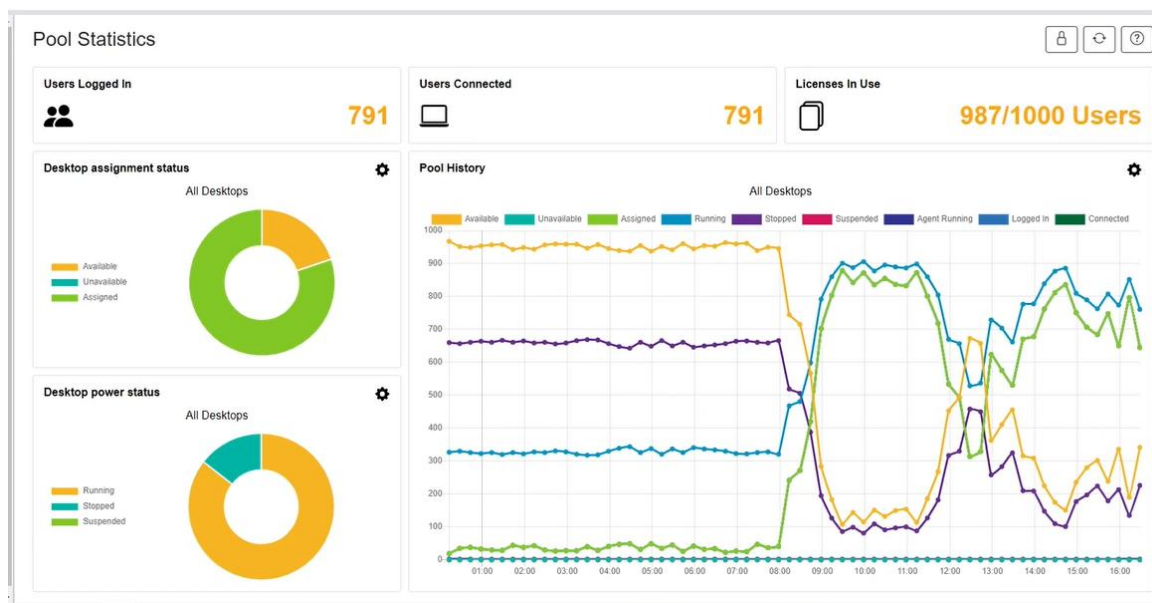 Pool Statistics
Users Logged In
791
Users Connected
791
Licenses In Use
987/1000 Users
Desktop assignment status
All Desktops
Available
Unavailable
Assigned
Desktop power status
All Desktops
Running
Stopped
Suspended
Pool History
All Desktops
Available Unavailable Assigned Running Stopped Suspended Agent Running Logged In Connected
1000
900
800
700
600
500
400
300
200
100
0
01:00 02:00 03:00 04:00 05:00 06:00 07:00 08:00 09:00 10:00 11:00 12:00 13:00 14:00 15:00 16:00